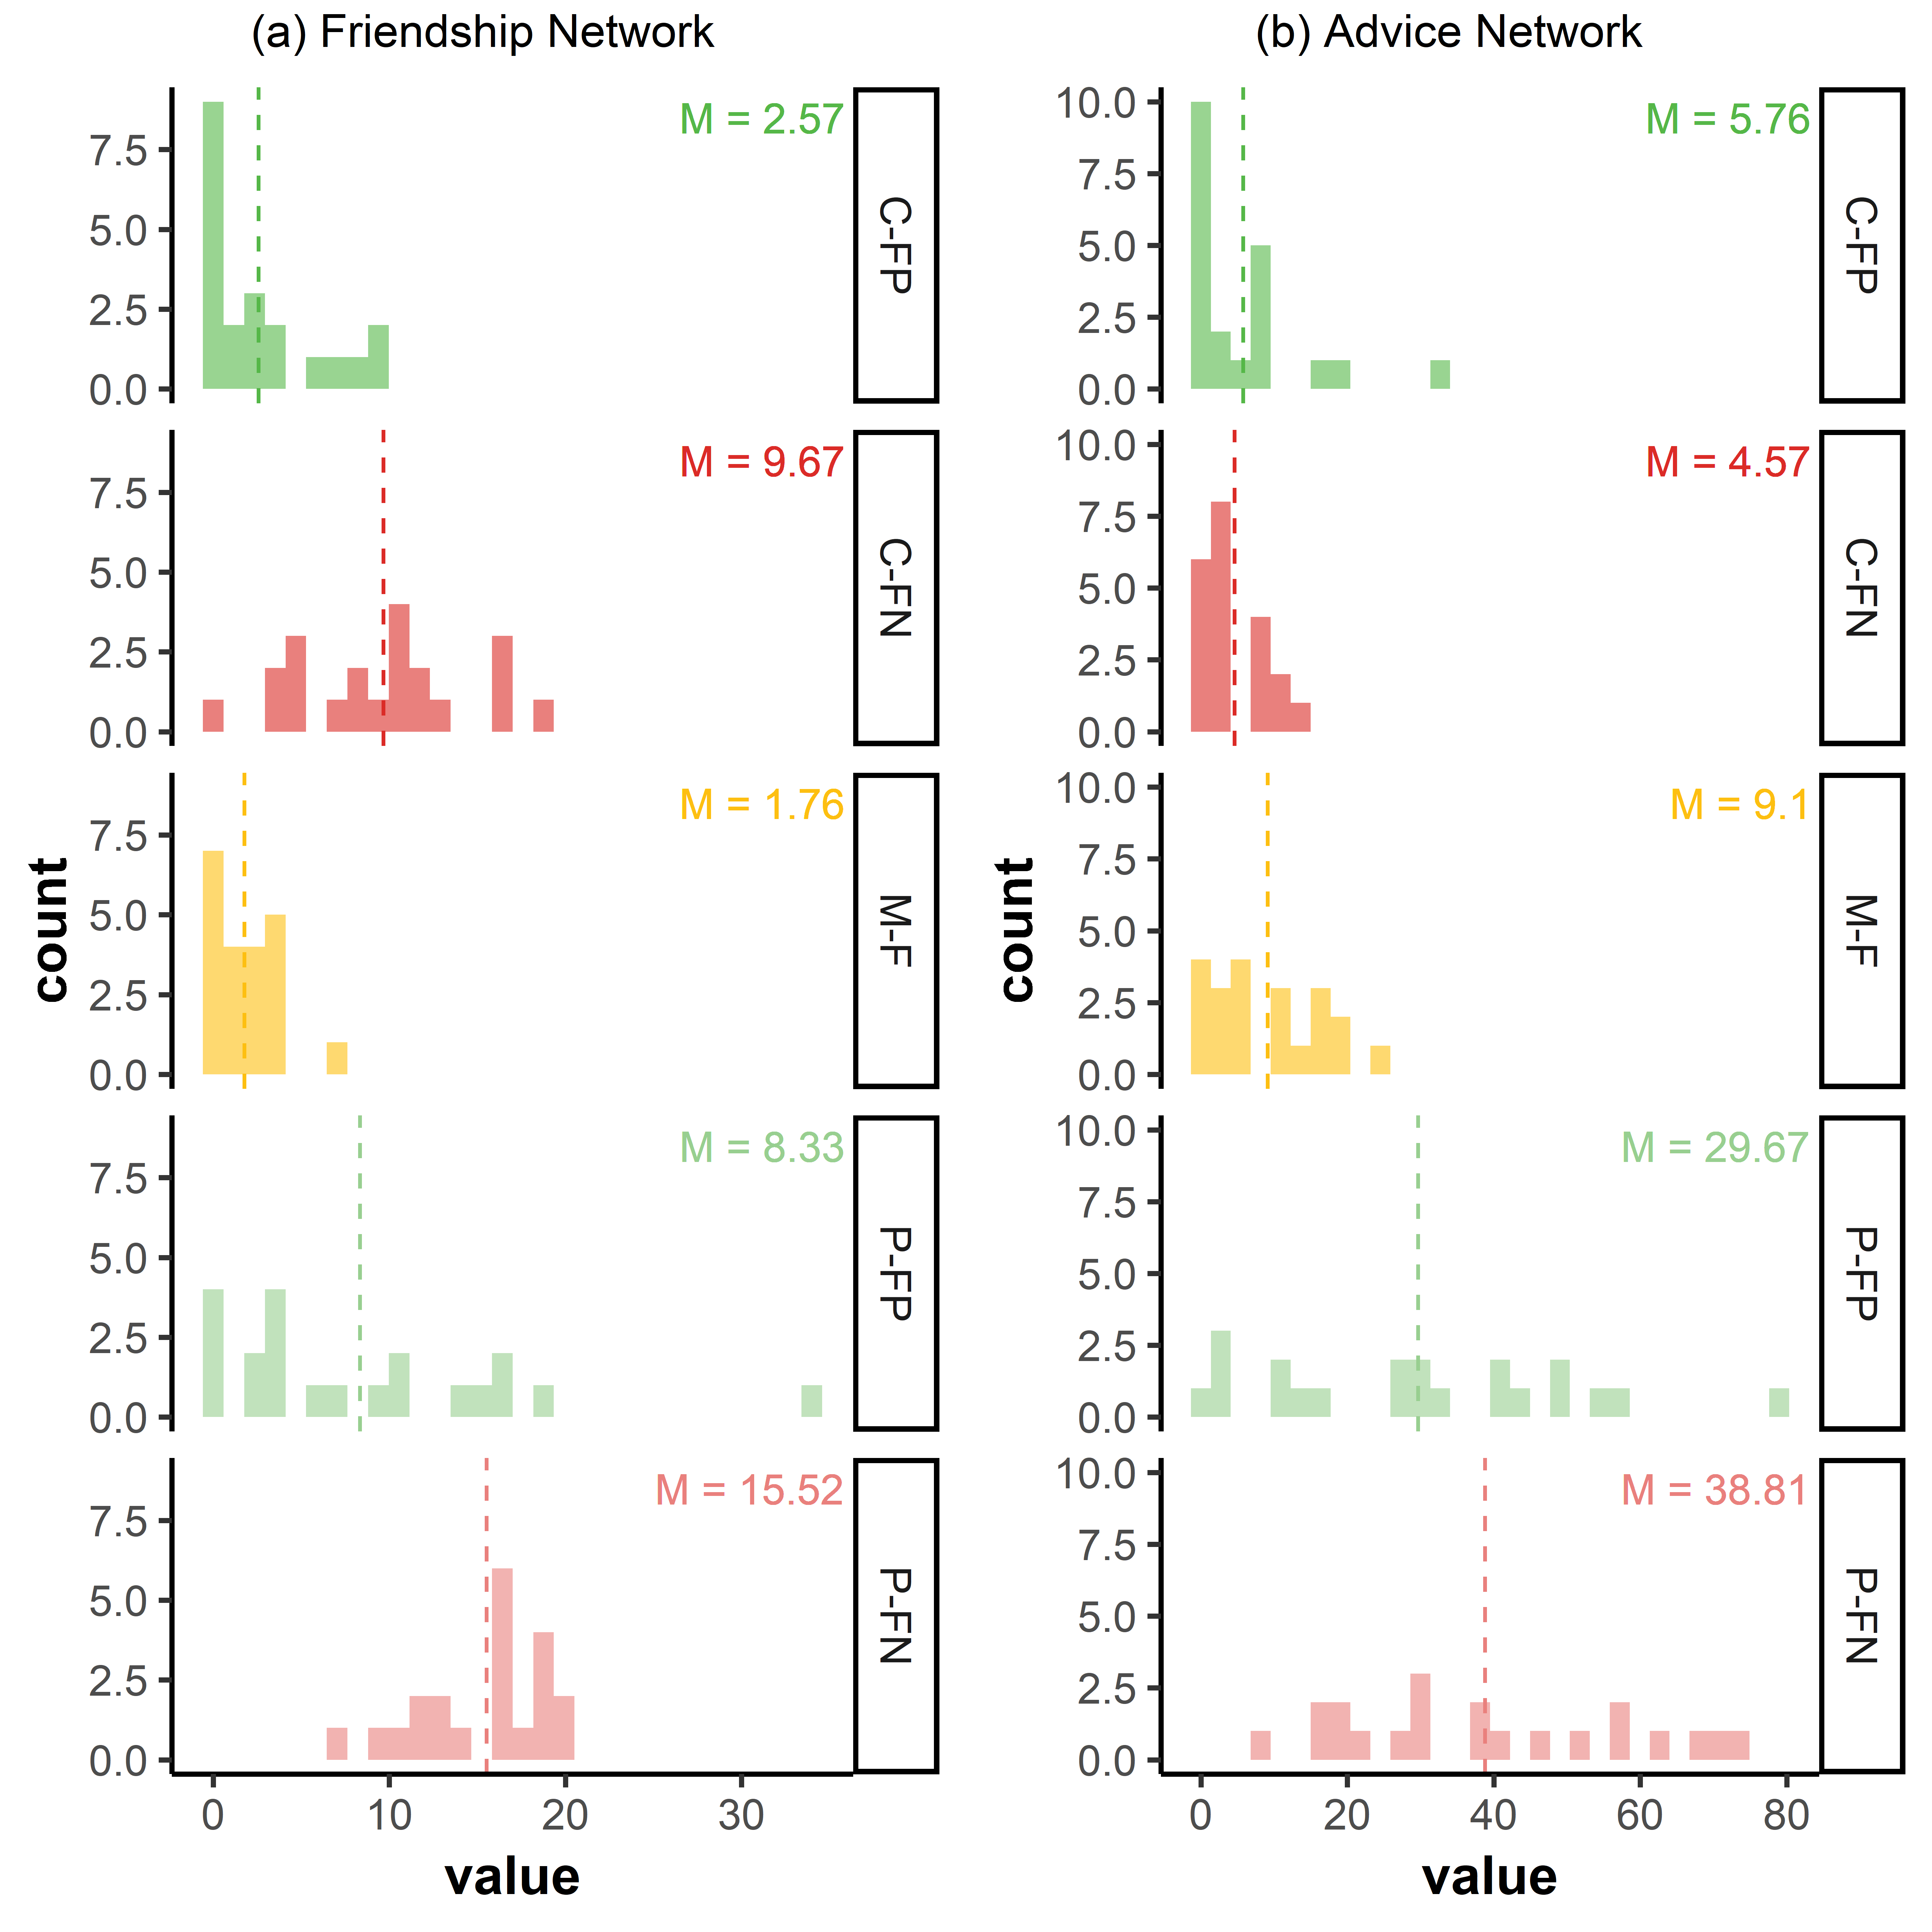 (a) Friendship Network
7.5
5.0
2.5
0.0
M = 2.57
C-FP
7.5
5.0
2.5
0.0
M = 9.67
C-FN
count
7.5
5.0
2.5
0.0
M = 1.76
M-F
7.5
5.0
2.5
0.0
M = 8.33
P-FP
7.5
5.0
2.5
0.0
M = 15.52
P-FN
0 10 20 30
value
(b) Advice Network
10.0
7.5
5.0
2.5
0.0
M = 5.76
C-FP
10.0
7.5
5.0
2.5
0.0
M = 4.57
C-FN
count
10.0
7.5
5.0
2.5
0.0
M = 9.1
M-F
10.0
7.5
5.0
2.5
0.0
M = 29.67
P-FP
10.0
7.5
5.0
2.5
0.0
M = 38.81
P-FN
0 20 40 60 80
value